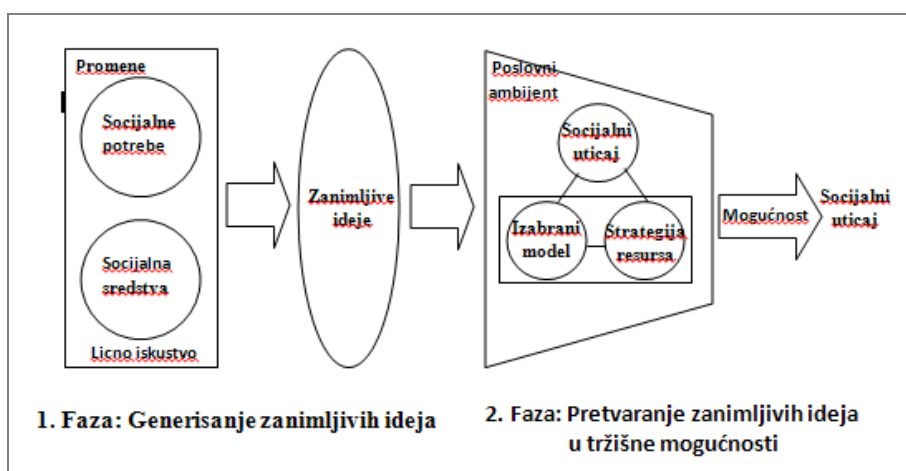 Promene
Socijalne
potrebe
Socijalna
sredstva
Licno iskustvo
Zanimljive
ideje
Poslovni
ambijent
Socijalni
uticaj
Izabrani
model
Strategija
resursa
Mogućnost
Socijalni
uticaj
1. Faza: Generisanje zanimljivih ideja
2. Faza: Pretvaranje zanimljivih ideja
u tržišne mogućnosti